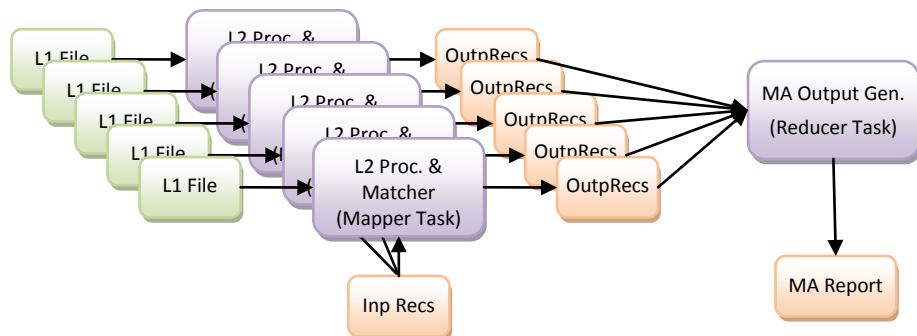 L1 File
L1 File
L1 File
L1 File
L1 File
L2 Proc. &
L2 Proc. &
(
L2 Proc. &
(
L2 Proc. &
(
L2 Proc. &
Matcher
(Mapper Task)
OutpRecs
OutpRecs
OutpRecs
OutpRecs
OutpRecs
MA Output Gen.
(Reducer Task)
Inp Recs
MA Report